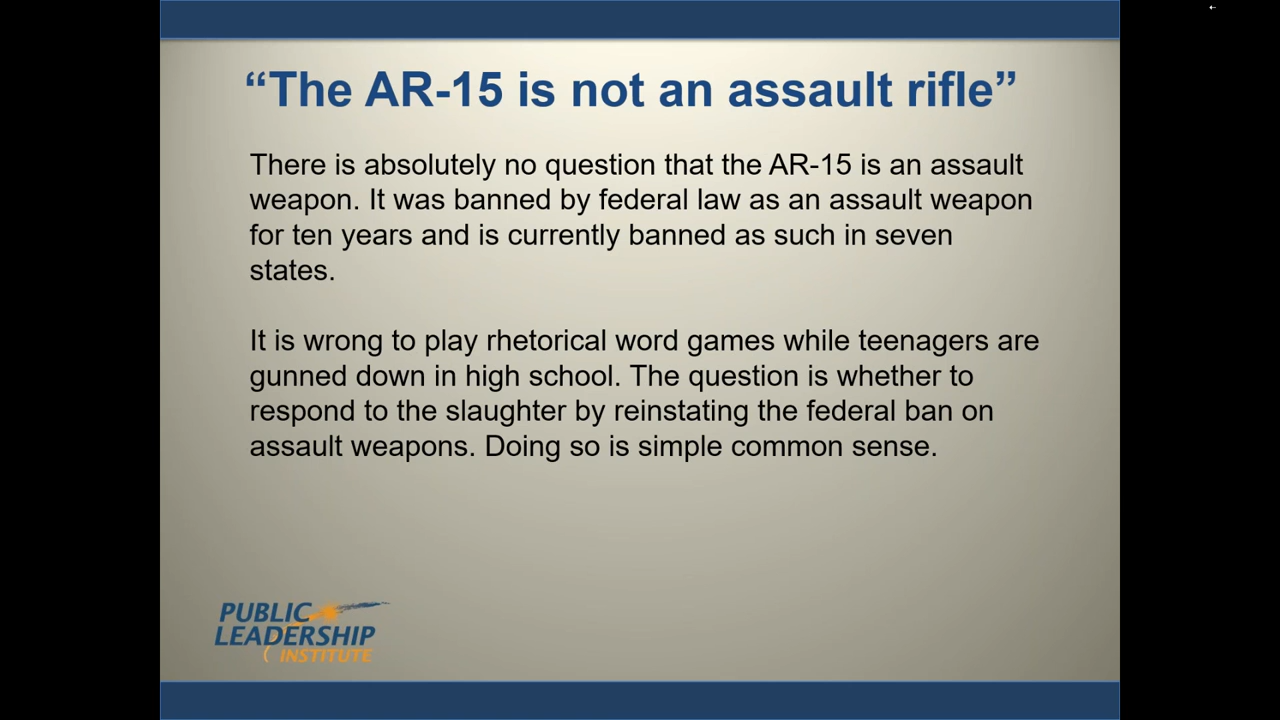 “The AR-15 is not an assault rifle”
There is absolutely no question that the AR-15 is an assault
weapon. It was banned by federal law as an assault weapon
for ten years and is currently banned as such in seven
states.
It is wrong to play rhetorical word games while teenagers are
gunned down in high school. The question is whether to
respond to the slaughter by reinstating the federal ban on
assault weapons. Doing so is simple common sense.
PUBLIC
LEADERSHIP
INSTITUTE